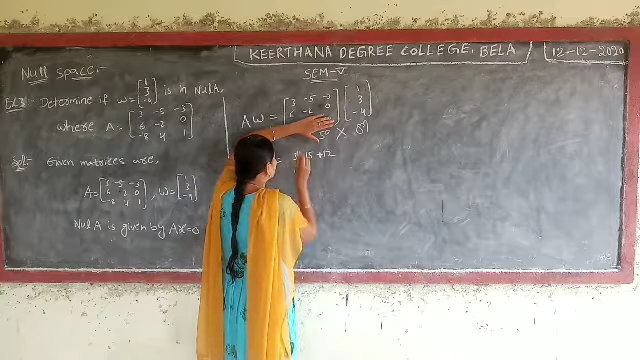 KEERTHANA DEGREE COLLEGE, BELA
12-12-2020
SEM-V
Null space:-
Ex.3: Determine if w = [1 3 -4] is in Nul A,
where A = [3 -5 -3
6 -2 0
-8 4 1]
Sol:- Given matrices are,
A = [3 -5 -3
6 -2 0
-8 4 1], W = [1 3 -4]
Nul A is given by Ax=0
AW = [3 -5 -3
6 -2 0
[1
3
-4]
= 3-15+12